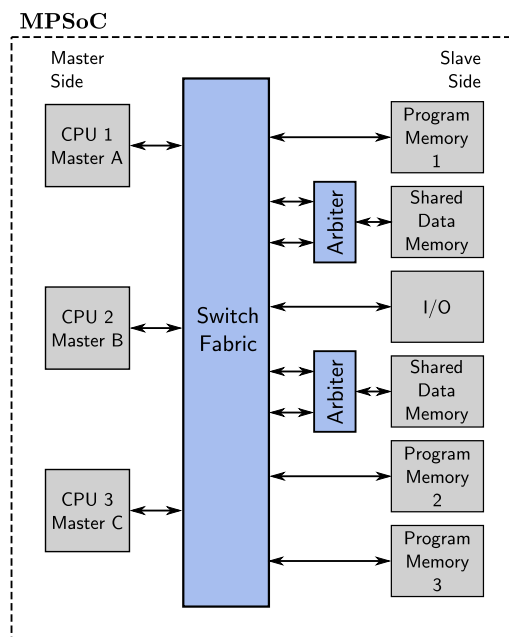 MPSoC
Master
Side
Slave
Side
CPU 1
Master A
CPU 2
Master B
CPU 3
Master C
Switch
Fabric
Arbiter
Arbiter
Program
Memory
1
Shared
Data
Memory
I/O
Shared
Data
Memory
Program
Memory
2
Program
Memory
3